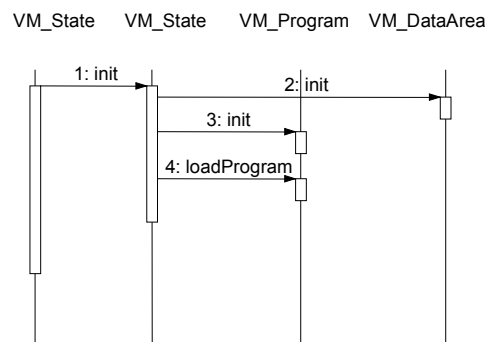 VM_State VM_State VM_Program VM_DataArea
1: init
2: init
3: init
4: loadProgram